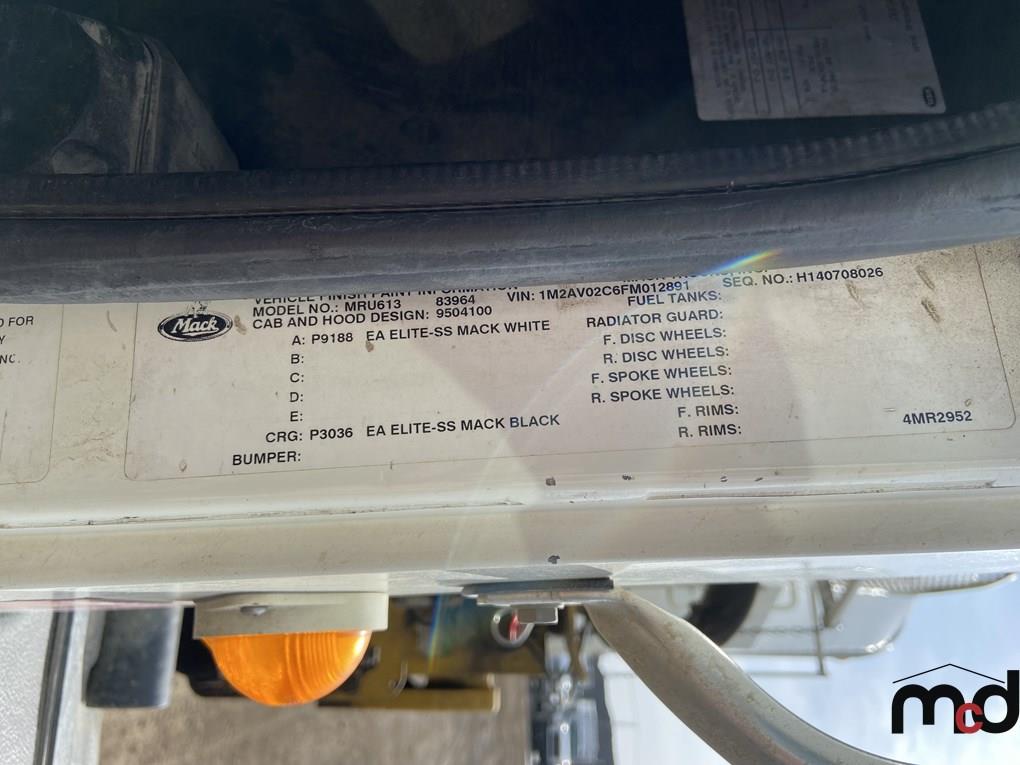 VEHICLE FINISH PAINT INFORMATION
MODEL NO.: MRU613 83964 VIN: 1M2AV02C6FM012891 SEQ. NO.: H140708026
CAB AND HOOD DESIGN: 9504100
Mack
A: P9188 EA ELITE-SS MACK WHITE
B:
C:
D:
E:
CRG: P3036 EA ELITE-SS MACK BLACK
BUMPER:
FUEL TANKS:
RADIATOR GUARD:
F. DISC WHEELS:
R. DISC WHEELS:
F. SPOKE WHEELS:
R. SPOKE WHEELS:
F. RIMS:
R. RIMS:
4MR2952
D FOR
Y
NC.
mcd